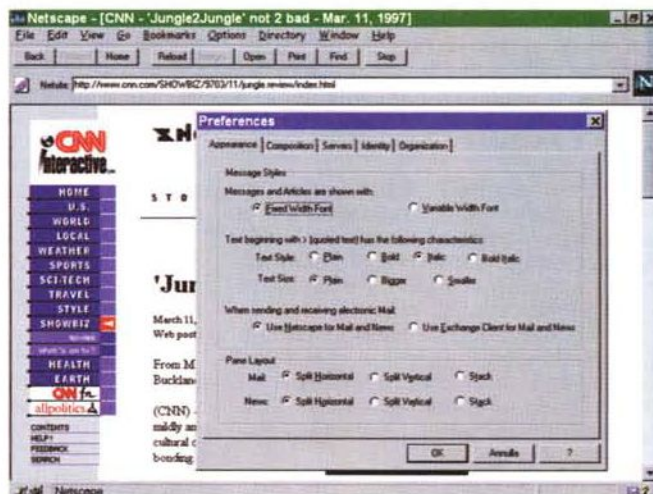 Netscape - [CNN - 'Jungle2Jungle' not 2 bad - Mar. 11, 1997]
File Edit View Go Bookmarks Options Directory Window Help
Back Home Reload Open Print Find Stop
Netsite: http://www.cnn.com/SHOWBIZ/9703/11/jungle.review/index.html
N
CNN
Interactive
HOME
U.S.
WORLD
LOCAL
WEATHER
SPORTS
SCI-TECH
TRAVEL
STYLE
SHOWBIZ
HEALTH
EARTH
CNN fn
allpolitics
CONTENTS
HELP!
FEEDBACK
SEARCH
S T O
'Jun
March 11,
Web post
From M
Buckland
(CNN) -
mildly an
cultural c
bonding
Preferences
Appearance Composition Servers Identity Organization
Message Styles
Messages and Articles are shown with:
Fixed Width Font Variable Width Font
Text beginning with > (quoted text) has the following characteristics:
Text Style: Plain Bold Italic Bold Italic
Text Size: Plain Bigger Smaller
When sending and receiving electronic Mail:
Use Netscape for Mail and News Use Exchange Client for Mail and News
Pane Layout
Mail: Split Horizontal Split Vertical Stack
News: Split Horizontal Split Vertical Stack
OK Annulla ?
Netscape